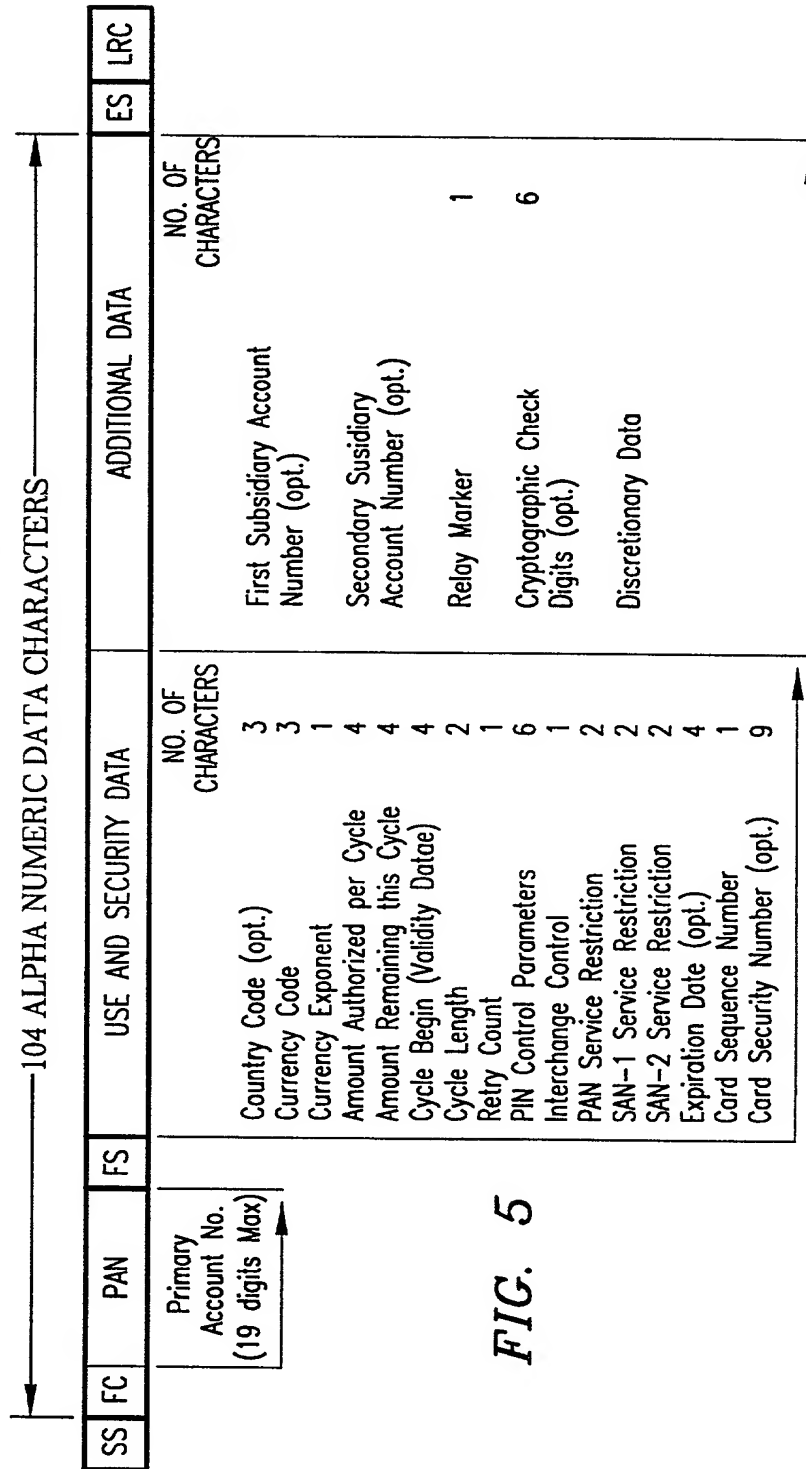 104 ALPHA NUMERIC DATA CHARACTERS
SS FC PAN FS USE AND SECURITY DATA ADDITIONAL DATA ES LRC
Primary
Account No.
(19 digits Max)
NO. OF
CHARACTERS
Country Code (opt.) 3
Currency Code 3
Currency Exponent 1
Amount Authorized per Cycle 4
Amount Remaining this Cycle 4
Cycle Begin (Validity Datae) 4
Cycle Length 2
Retry Count 1
PIN Control Parameters 6
Interchange Control 1
PAN Service Restriction 2
SAN-1 Service Restriction 2
SAN-2 Service Restriction 2
Expiration Date (opt.) 4
Card Sequence Number 1
Card Security Number (opt.) 9
NO. OF
CHARACTERS
First Subsidiary Account
Number (opt.)
Secondary Susidiary
Account Number (opt.)
Relay Marker 1
Cryptographic Check 6
Digits (opt.)
Discretionary Data
FIG. 5